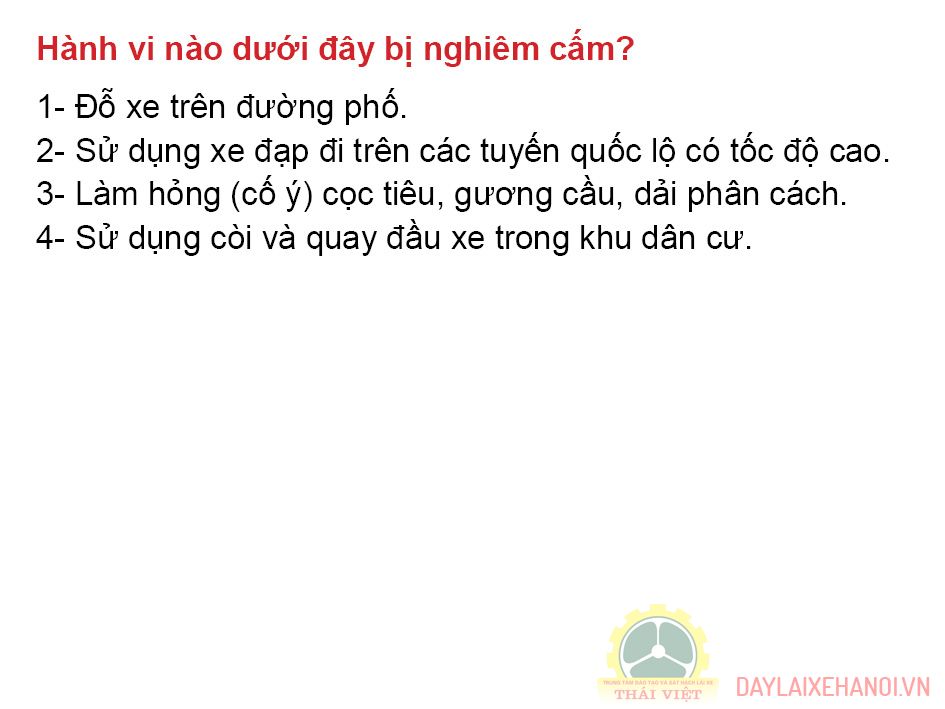 Hành vi nào dưới đây bị nghiêm cấm?
1- Đỗ xe trên đường phố.
2- Sử dụng xe đạp đi trên các tuyến quốc lộ có tốc độ cao.
3- Làm hỏng (cố ý) cọc tiêu, gương cầu, dải phân cách.
4- Sử dụng còi và quay đầu xe trong khu dân cư.
TRUNG TÂM ĐÀO TẠO VÀ SÁT HẠCH LÁI XE
THÁI VIỆT
DAYLAIXEHANOI.VN